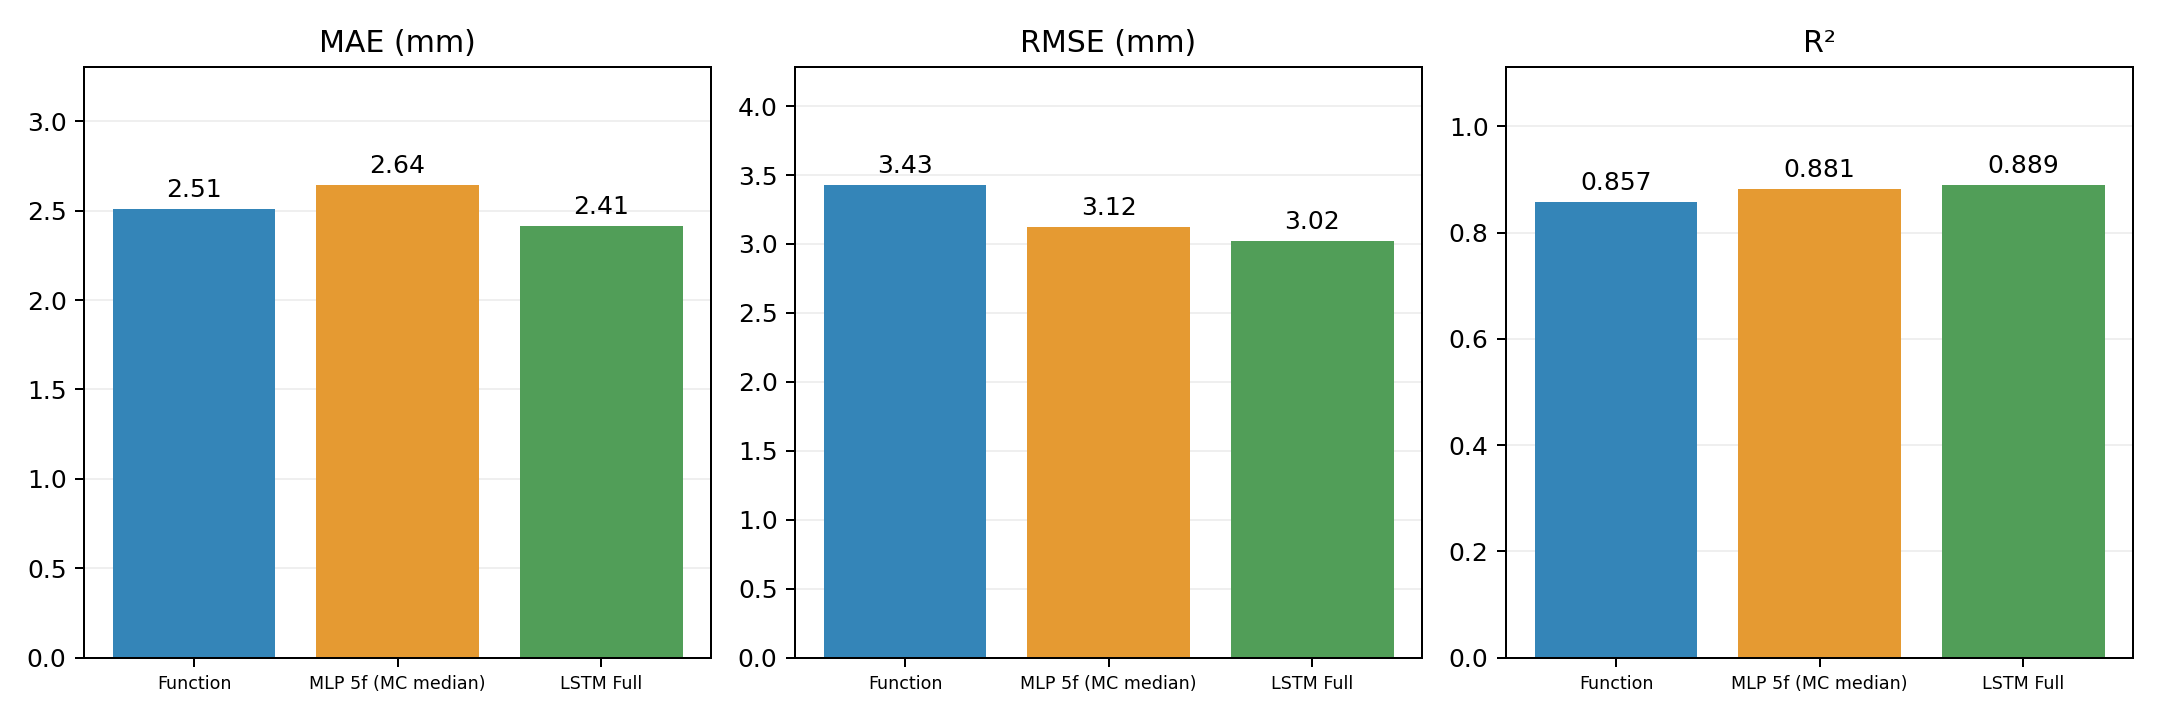 MAE (mm)
3.0
2.5
2.0
1.5
1.0
0.5
0.0
2.51
2.64
2.41
Function
MLP 5f (MC median)
LSTM Full
RMSE (mm)
4.0
3.5
3.0
2.5
2.0
1.5
1.0
0.5
0.0
3.43
3.12
3.02
Function
MLP 5f (MC median)
LSTM Full
R²
1.0
0.8
0.6
0.4
0.2
0.0
0.857
0.881
0.889
Function
MLP 5f (MC median)
LSTM Full